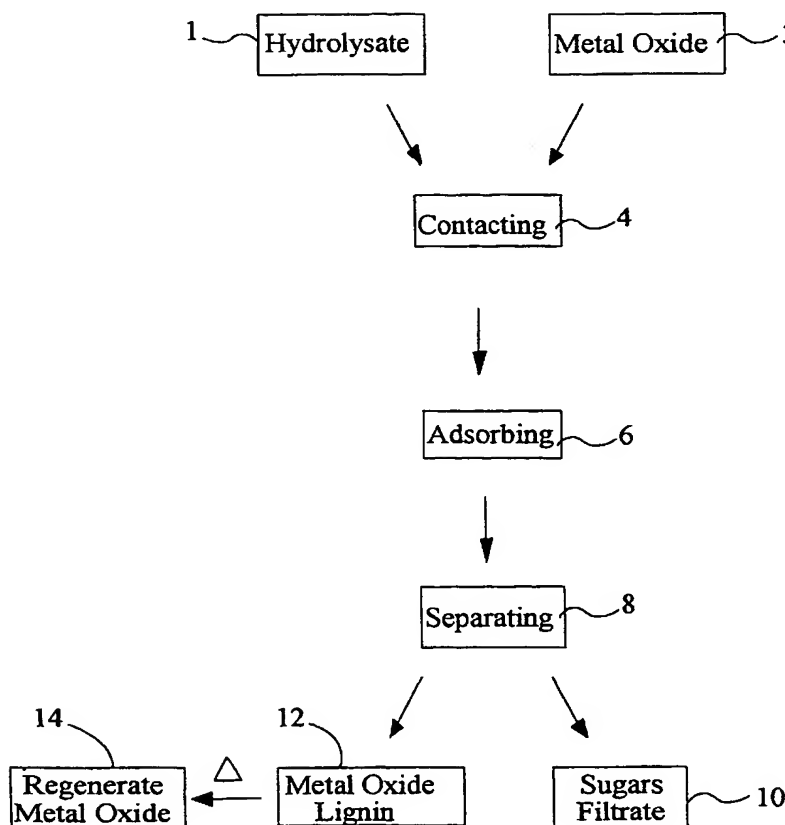 1 Hydrolysate Metal Oxide
Contacting 4
Adsorbing 6
Separating 8
14 12
Regenerate Metal Oxide Sugars
Metal Oxide Lignin Filtrate 10